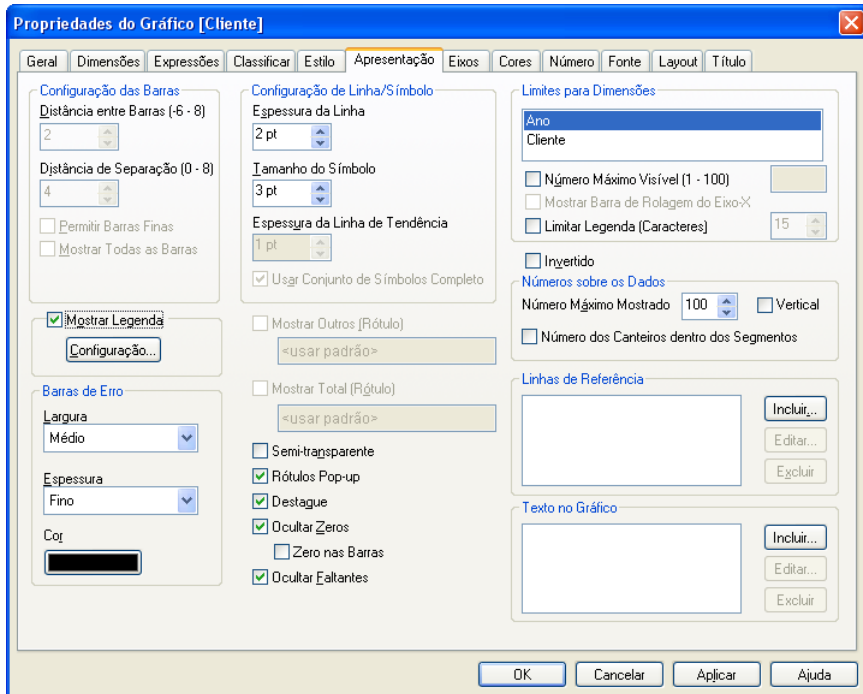 Propriedades do Gráfico [Cliente]
Geral Dimensões Expressões Classificar Estilo Apresentação Eixos Cores Número Fonte Layout Título
Configuração das Barras
Distância entre Barras (-6 - 8)
2
Distância de Separação (0 - 8)
4
Permitir Barras Finas
Mostrar Todas as Barras
Mostrar Legenda
Configuração...
Barras de Erro
Largura
Médio
Espessura
Fino
Cor
Configuração de Linha/Símbolo
Espessura da Linha
2 pt
Tamanho do Símbolo
3 pt
Espessura da Linha de Tendência
1 pt
Usar Conjunto de Símbolos Completo
Mostrar Outros (Rótulo)
<usar padrão>
Mostrar Total (Rótulo)
<usar padrão>
Semi-transparente
Rótulos Pop-up
Destague
Ocultar Zeros
Zero nas Barras
Ocultar Faltantes
Limites para Dimensões
Ano
Cliente
Número Máximo Visível (1 - 100)
Mostrar Barra de Rolagem do Eixo-X
Limitar Legenda (Caracteres) 15
Invertido
Números sobre os Dados
Número Máximo Mostrado 100 Vertical
Número dos Canteiros dentro dos Segmentos
Linhas de Referência
Incluir...
Editar...
Excluir
Texto no Gráfico
Incluir...
Editar...
Excluir
OK Cancelar Aplicar Ajuda